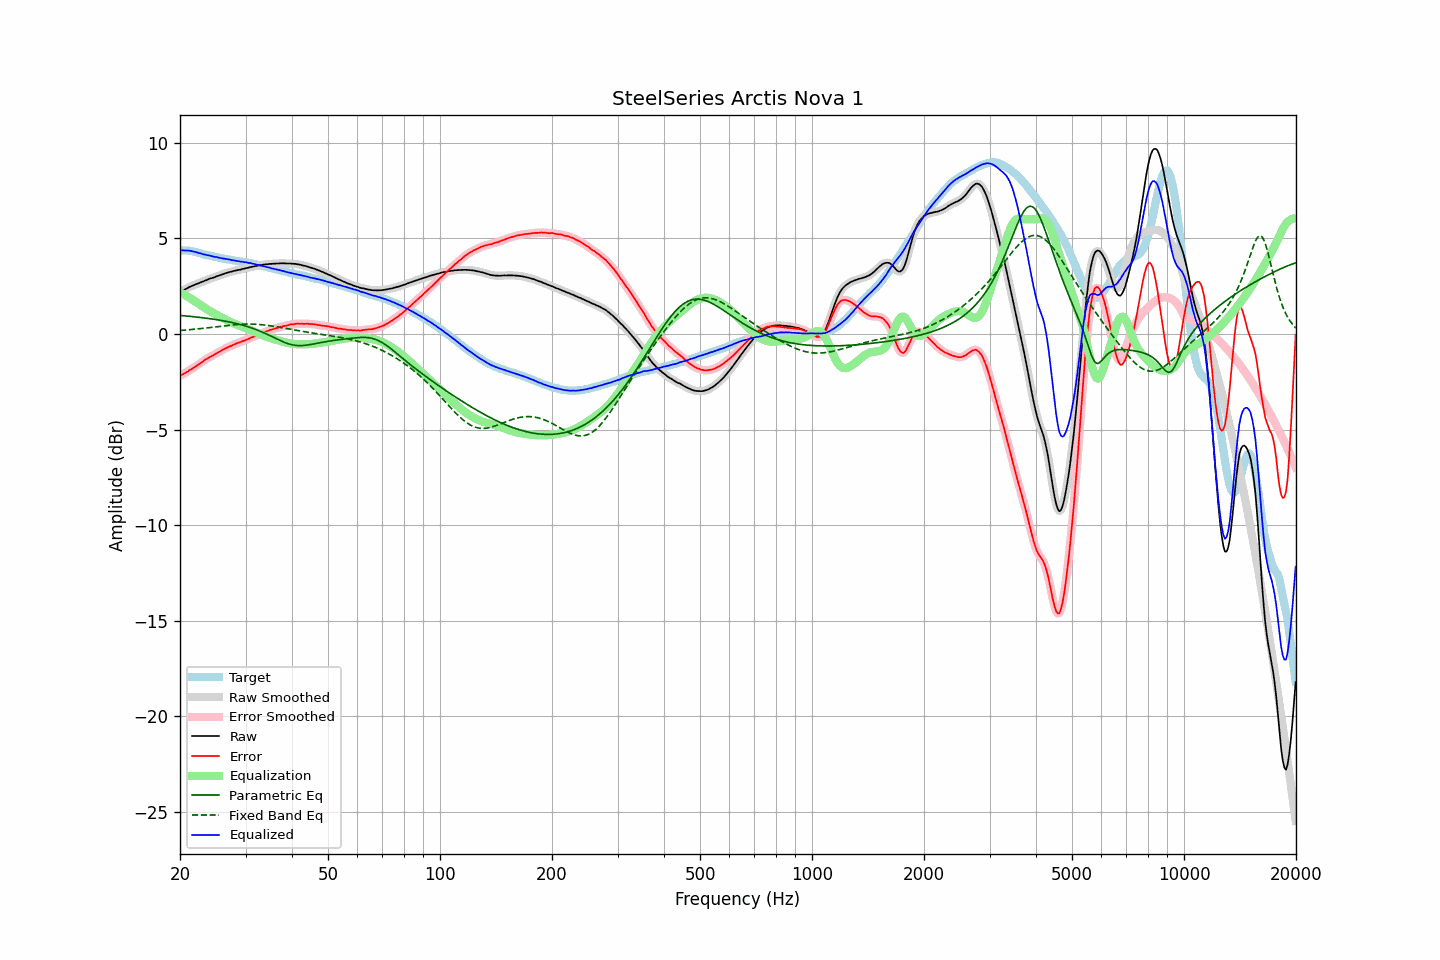 SteelSeries Arctis Nova 1
Amplitude (dBr)
10
5
0
−5
−10
−15
−20
−25
Target
Raw Smoothed
Error Smoothed
Raw
Error
Equalization
Parametric Eq
Fixed Band Eq
Equalized
20 50 100 200 500 1000 2000 5000 10000 20000
Frequency (Hz)